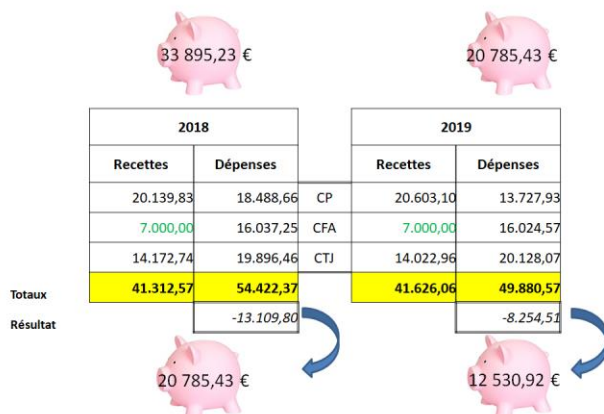 33 895,23 € 20 785,43 €
2018 2019
Recettes Dépenses Recettes Dépenses
20.139,83 18.488,66 CP 20.603,10 13.727,93
7.000,00 16.037,25 CFA 7.000,00 16.024,57
14.172,74 19.896,46 CTJ 14.022,96 20.128,07
Totaux 41.312,57 54.422,37 41.626,06 49.880,57
Résultat -13.109,80 -8.254,51
20 785,43 € 12 530,92 €